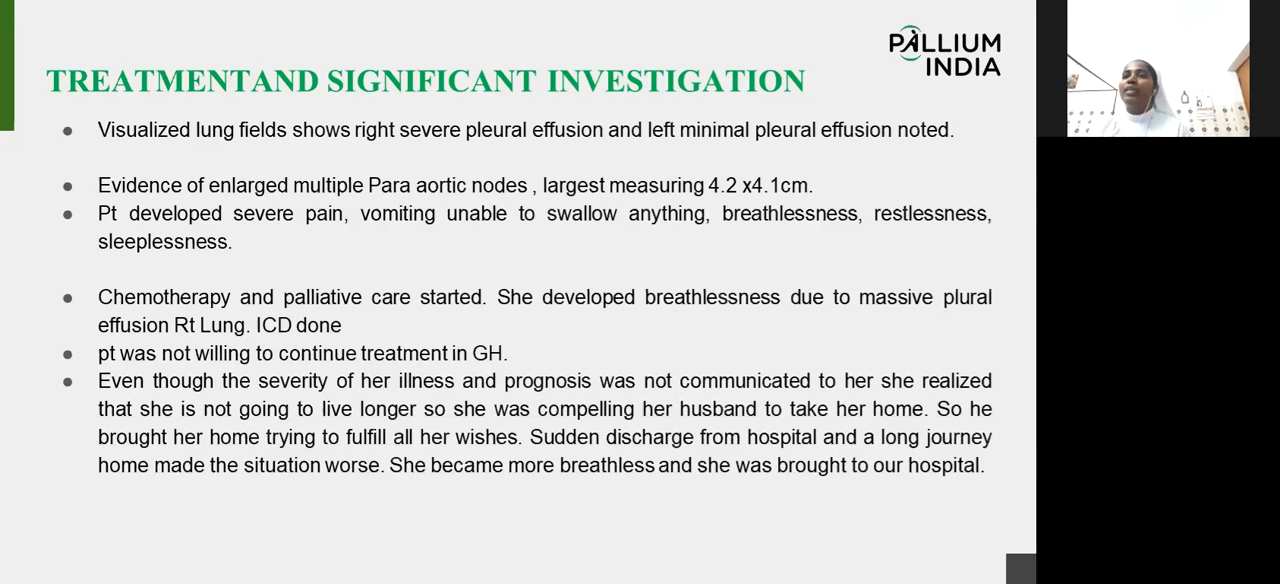 PALLIUM
INDIA
TREATMENTAND SIGNIFICANT INVESTIGATION
● Visualized lung fields shows right severe pleural effusion and left minimal pleural effusion noted.
● Evidence of enlarged multiple Para aortic nodes , largest measuring 4.2 x4.1cm.
● Pt developed severe pain, vomiting unable to swallow anything, breathlessness, restlessness,
sleeplessness.
● Chemotherapy and palliative care started. She developed breathlessness due to massive plural
effusion Rt Lung. ICD done
● pt was not willing to continue treatment in GH.
● Even though the severity of her illness and prognosis was not communicated to her she realized
that she is not going to live longer so she was compelling her husband to take her home. So he
brought her home trying to fulfill all her wishes. Sudden discharge from hospital and a long journey
home made the situation worse. She became more breathless and she was brought to our hospital.